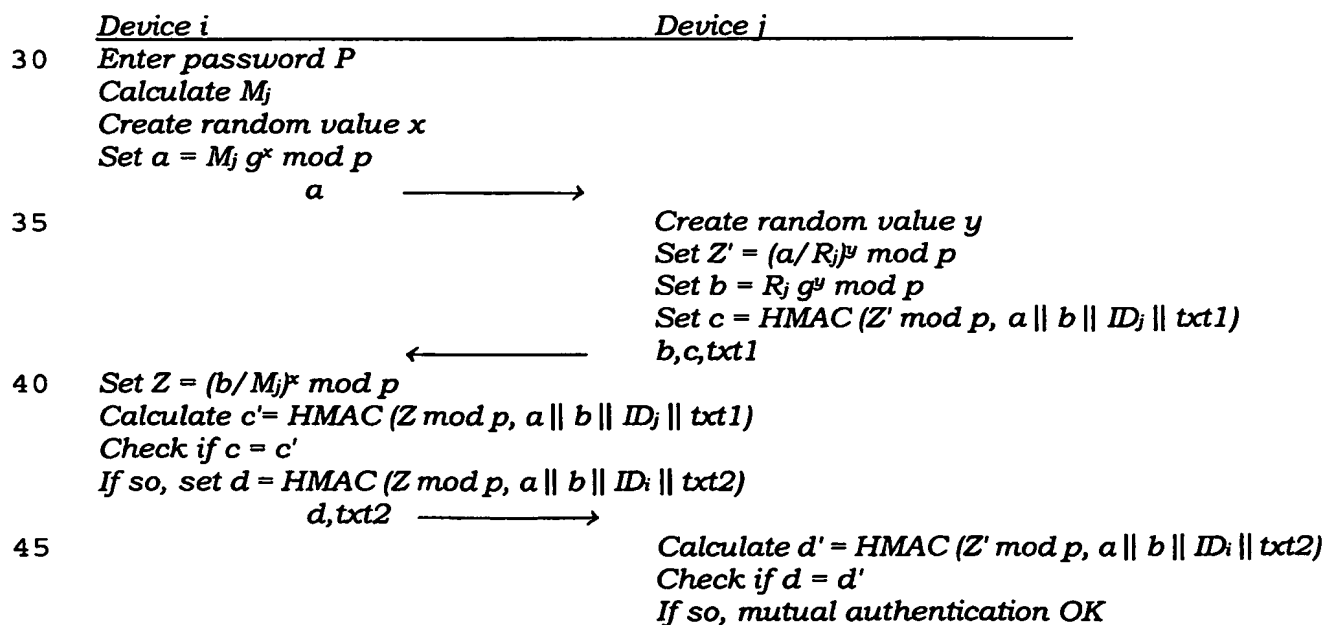 Device i Device j
30 Enter password P
Calculate Mj
Create random value x
Set a = Mj gˣ mod p
a ⟶
35 Create random value y
Set Z' = (a/Rj)ʸ mod p
Set b = Rj gʸ mod p
Set c = HMAC (Z' mod p, a || b || IDj || txt1)
⟵ b,c,txt1
40 Set Z = (b/Mj)ˣ mod p
Calculate c'= HMAC (Z mod p, a || b || IDj || txt1)
Check if c = c'
If so, set d = HMAC (Z mod p, a || b || IDi || txt2)
d,txt2 ⟶
45 Calculate d' = HMAC (Z' mod p, a || b || IDi || txt2)
Check if d = d'
If so, mutual authentication OK